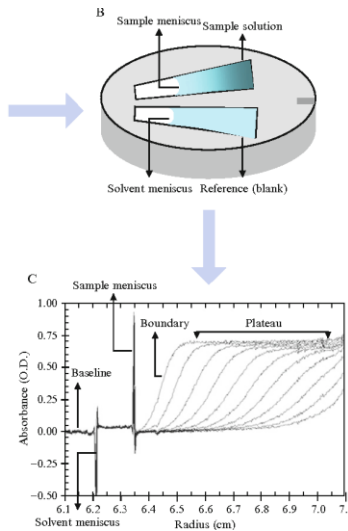 B
Sample meniscus
Sample solution
Solvent meniscus
Reference (blank)
C
Sample meniscus
1.00
Boundary
Plateau
0.75
0.50
Absorbance (O.D.)
0.25
Baseline
0.00
−0.25
−0.50
6.1 6.2 6.3 6.4 6.5 6.6 6.7 6.8 6.9 7.0 7.
Solvent meniscus
Radius (cm)